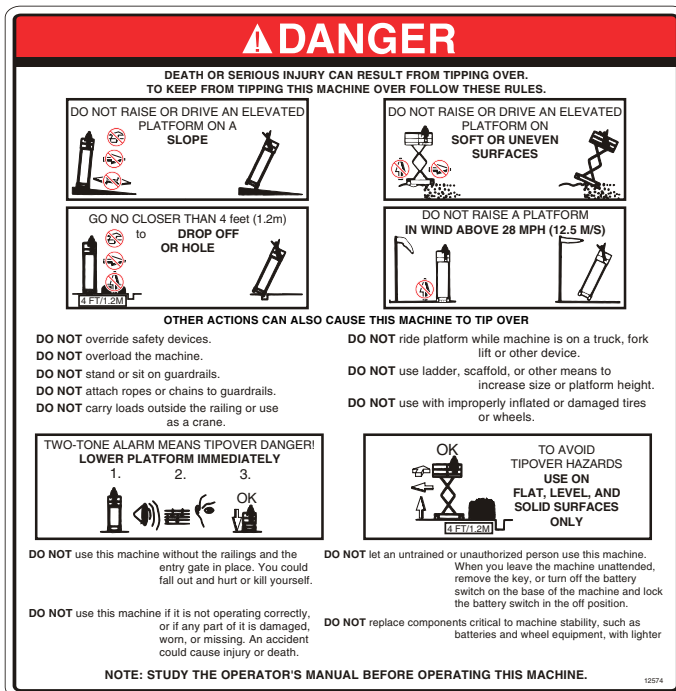 DANGER
DEATH OR SERIOUS INJURY CAN RESULT FROM TIPPING OVER.
TO KEEP FROM TIPPING THIS MACHINE OVER FOLLOW THESE RULES.
DO NOT RAISE OR DRIVE AN ELEVATED
PLATFORM ON A
SLOPE
DO NOT RAISE OR DRIVE AN ELEVATED
PLATFORM ON
SOFT OR UNEVEN
SURFACES
GO NO CLOSER THAN 4 feet (1.2m)
to DROP OFF
OR HOLE
4 FT/1.2M
DO NOT RAISE A PLATFORM
IN WIND ABOVE 28 MPH (12.5 M/S)
OTHER ACTIONS CAN ALSO CAUSE THIS MACHINE TO TIP OVER
DO NOT override safety devices.
DO NOT overload the machine.
DO NOT stand or sit on guardrails.
DO NOT attach ropes or chains to guardrails.
DO NOT carry loads outside the railing or use
as a crane.
DO NOT ride platform while machine is on a truck, fork
lift or other device.
DO NOT use ladder, scaffold, or other means to
increase size or platform height.
DO NOT use with improperly inflated or damaged tires
or wheels.
TWO-TONE ALARM MEANS TIPOVER DANGER!
LOWER PLATFORM IMMEDIATELY
1. 2. 3.
OK
OK
TO AVOID
TIPOVER HAZARDS
USE ON
FLAT, LEVEL, AND
SOLID SURFACES
ONLY
4 FT/1.2M
DO NOT use this machine without the railings and the
entry gate in place. You could
fall out and hurt or kill yourself.
DO NOT use this machine if it is not operating correctly,
or if any part of it is damaged,
worn, or missing. An accident
could cause injury or death.
DO NOT let an untrained or unauthorized person use this machine.
When you leave the machine unattended,
remove the key, or turn off the battery
switch on the base of the machine and lock
the battery switch in the off position.
DO NOT replace components critical to machine stability, such as
batteries and wheel equipment, with lighter
NOTE: STUDY THE OPERATOR'S MANUAL BEFORE OPERATING THIS MACHINE.
12574